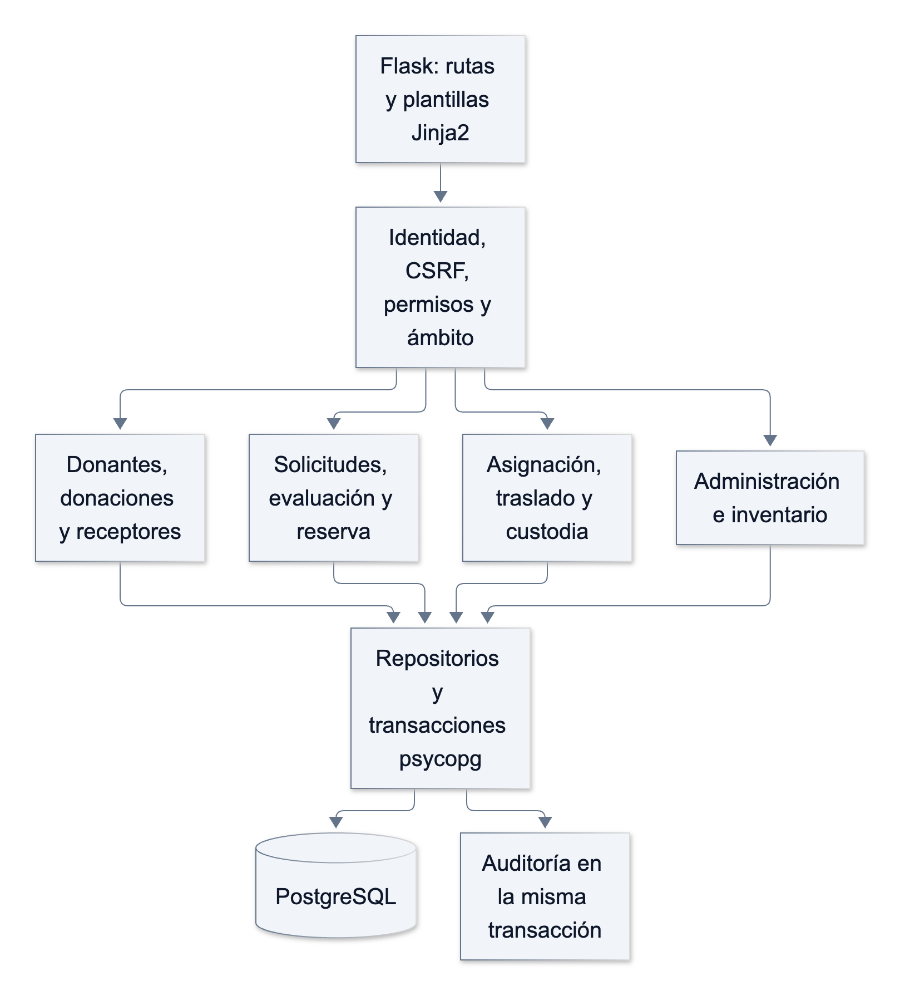 Flask: rutas
y plantillas
Jinja2
Identidad,
CSRF,
permisos y
ámbito
Donantes,
donaciones
y receptores
Solicitudes,
evaluación y
reserva
Asignación,
traslado y
custodia
Administración
e inventario
Repositorios
y
transacciones
psycopg
PostgreSQL
Auditoría en
la misma
transacción